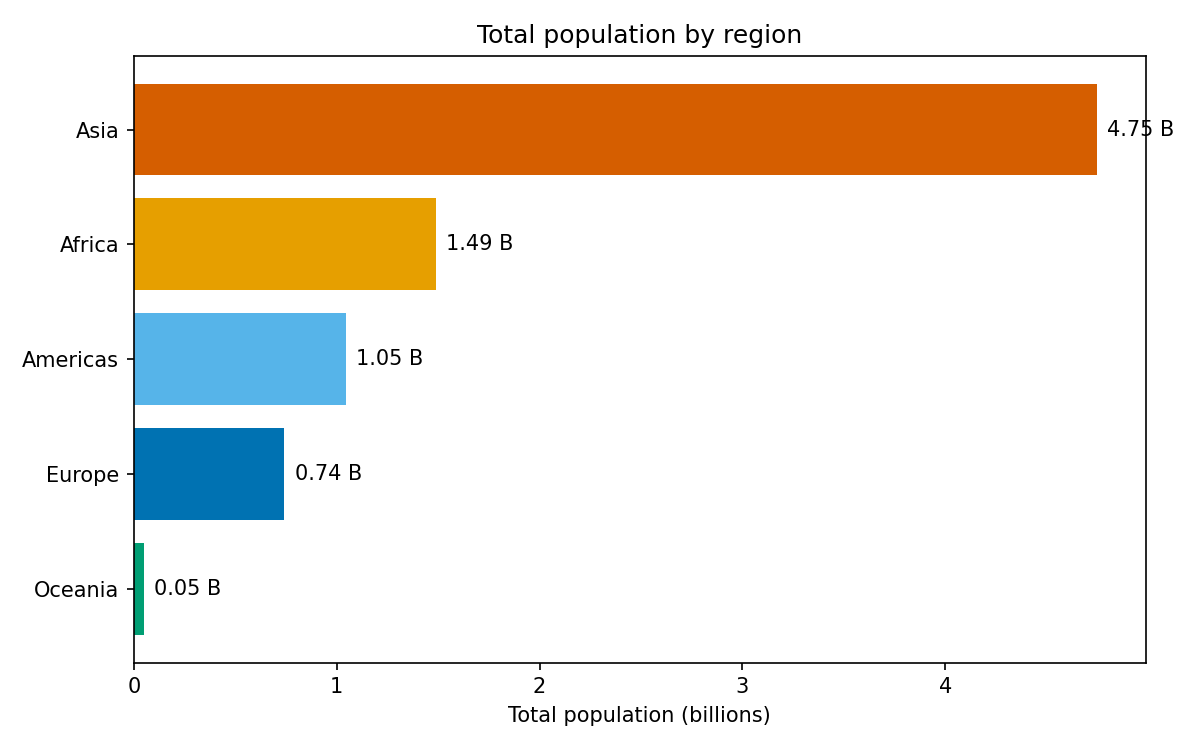 Total population by region
Asia 4.75 B
Africa 1.49 B
Americas 1.05 B
Europe 0.74 B
Oceania 0.05 B
0 1 2 3 4
Total population (billions)